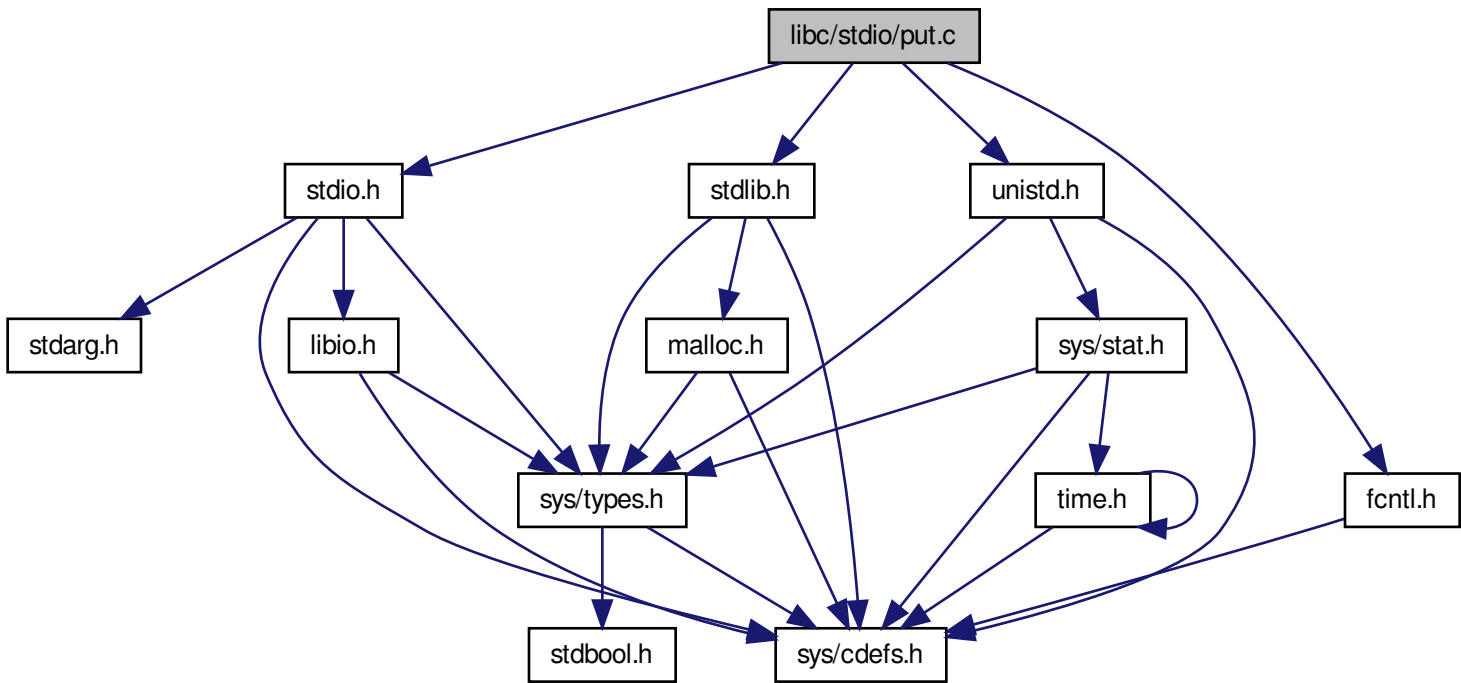 libc/stdio/put.c
stdio.h
stdlib.h
unistd.h
stdarg.h
libio.h
malloc.h
sys/stat.h
sys/types.h
time.h
fcntl.h
stdbool.h
sys/cdefs.h